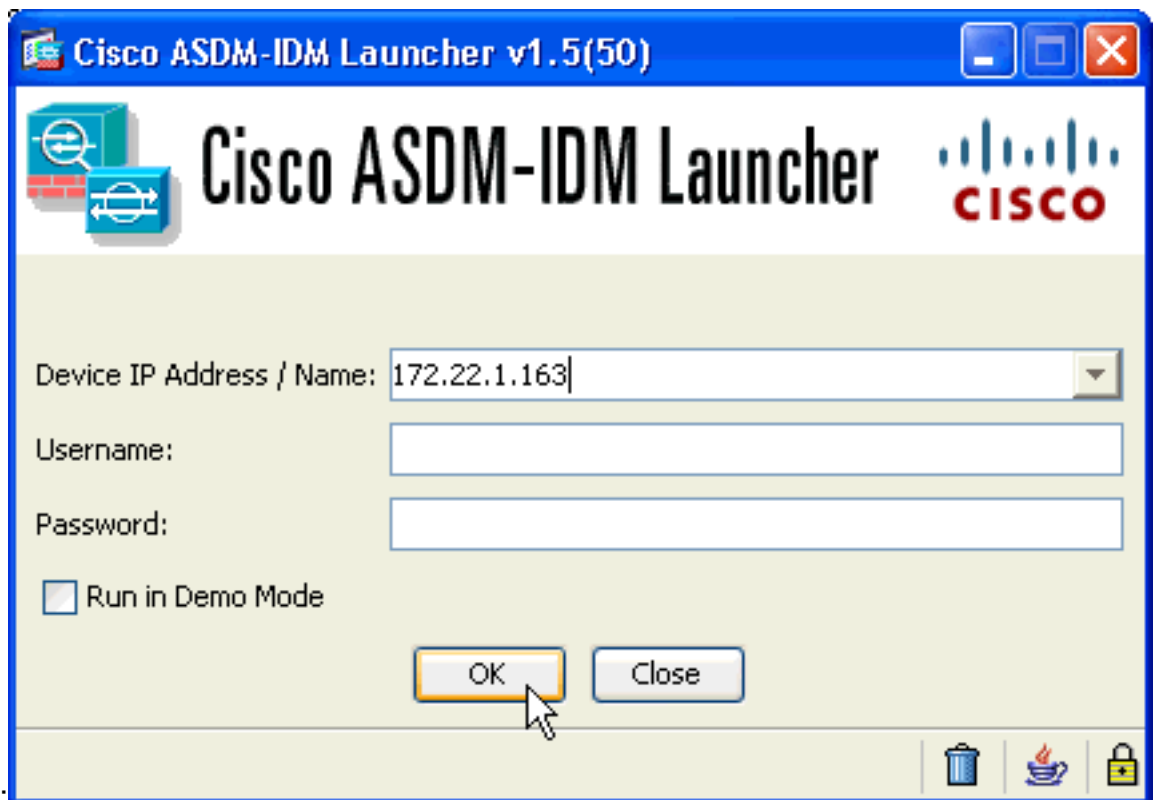 Cisco ASDM-IDM Launcher v1.5(50)
Cisco ASDM-IDM Launcher
CISCO
Device IP Address / Name: 172.22.1.163
Username:
Password:
Run in Demo Mode
OK Close